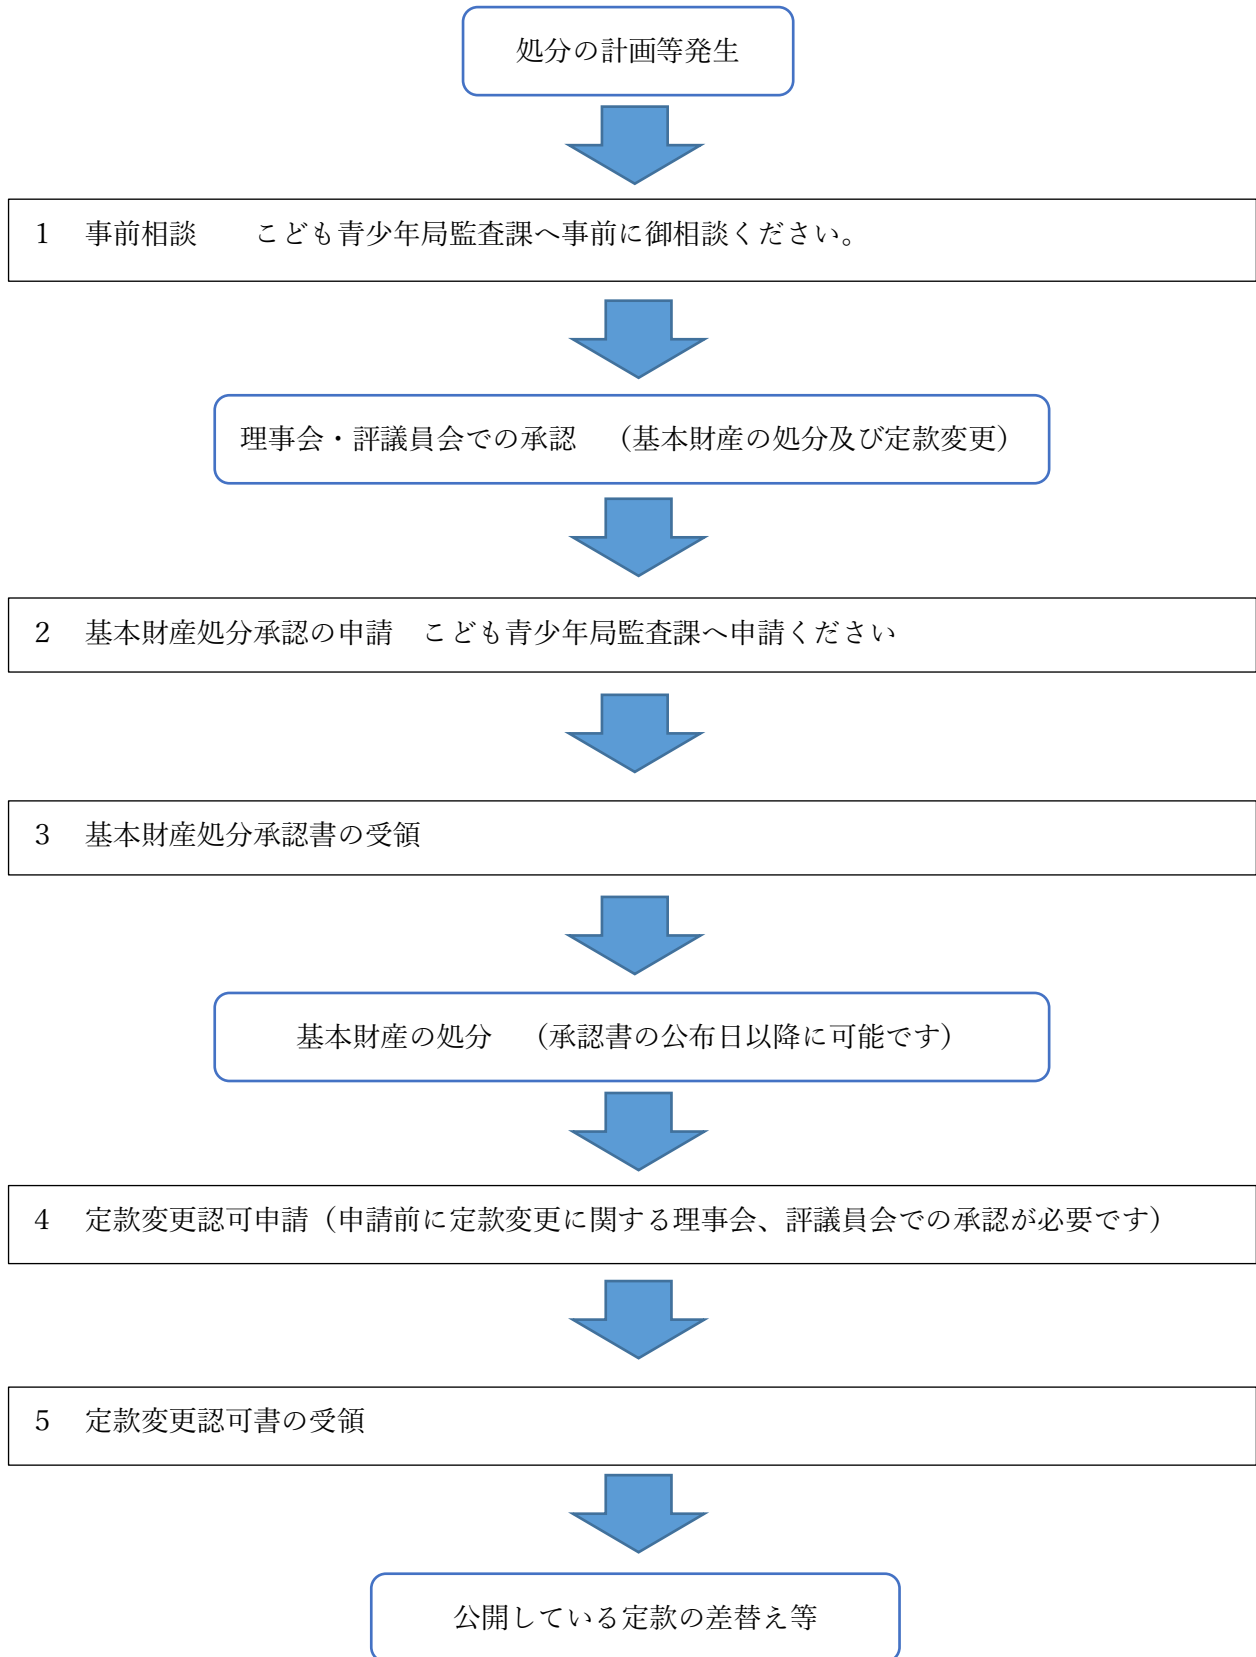 処分の計画等発生
1 事前相談 こども青少年局監査課へ事前に御相談ください。
理事会・評議員会での承認 （基本財産の処分及び定款変更）
2 基本財産処分承認の申請 こども青少年局監査課へ申請ください
3 基本財産処分承認書の受領
基本財産の処分 （承認書の公布日以降に可能です）
4 定款変更認可申請（申請前に定款変更に関する理事会、評議員会での承認が必要です）
5 定款変更認可書の受領
公開している定款の差替え等